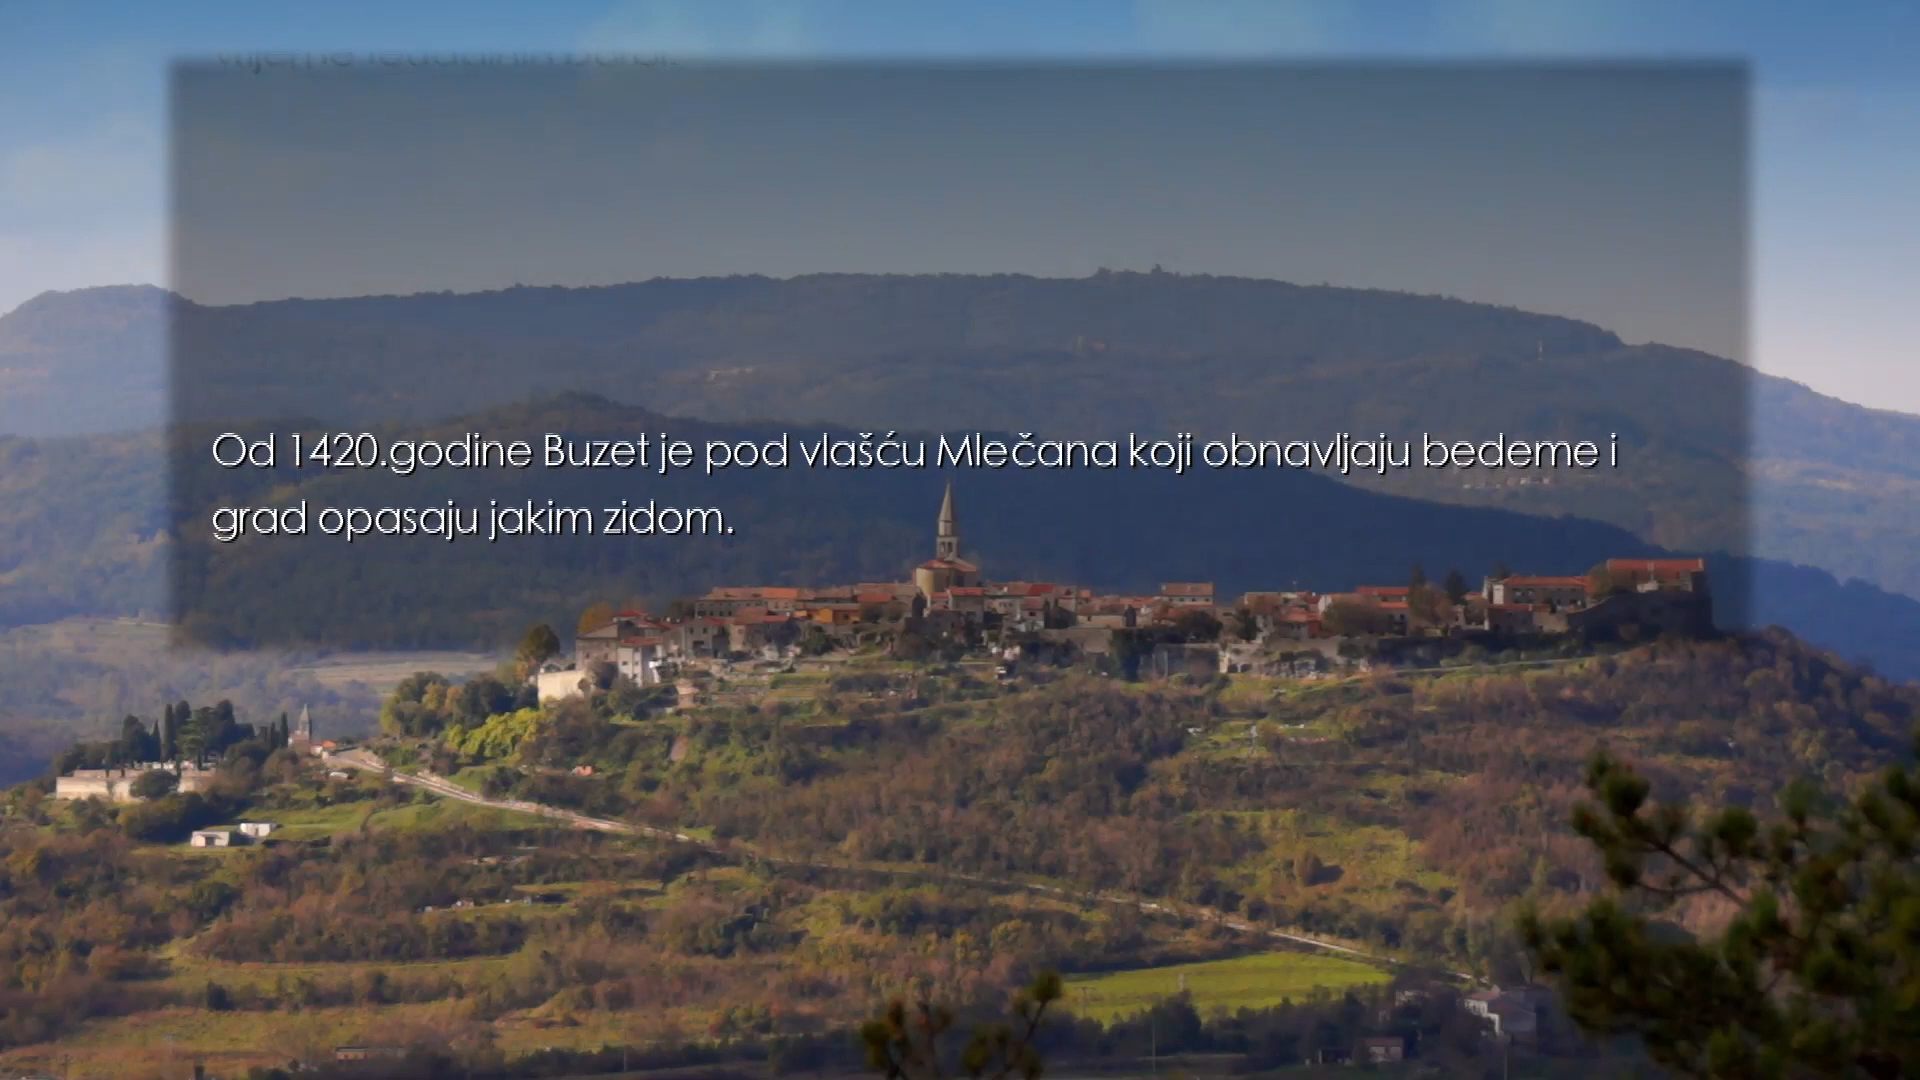 Od 1420.godine Buzet je pod vlašću Mlečana koji obnavljaju bedeme i
grad opasaju jakim zidom.